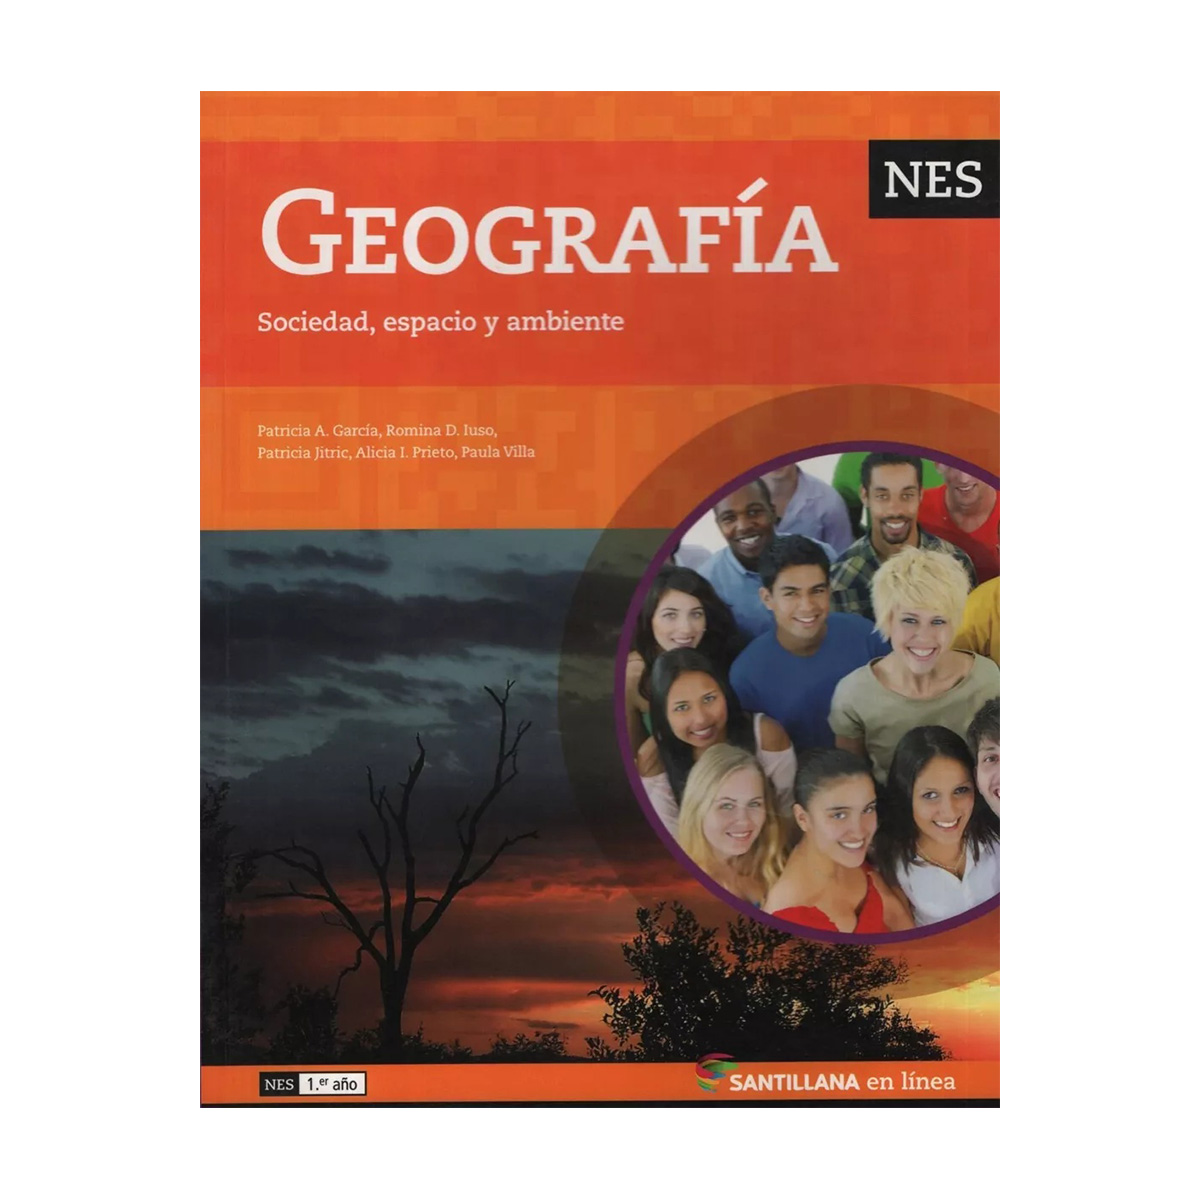 NES
GEOGRAFÍA
Sociedad, espacio y ambiente
Patricia A. García, Romina D. Iuso,
Patricia Jitric, Alicia I. Prieto, Paula Villa
NES 1.er año
SANTILLANA en línea